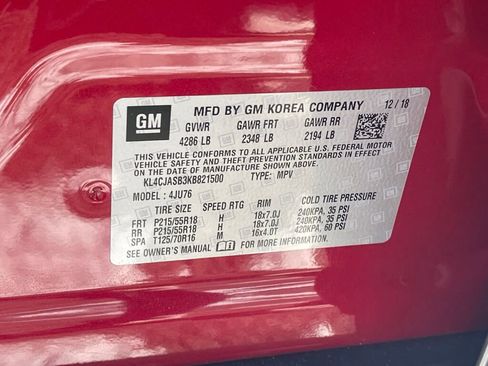 GM
MFD BY GM KOREA COMPANY 12/18
GVWR GAWR FRT GAWR RR
4286 LB 2348 LB 2194 LB
THIS VEHICLE CONFORMS TO ALL APPLICABLE U.S. FEDERAL MOTOR
VEHICLE SAFETY, BUMPER, AND THEFT PREVENTION STANDARDS IN EFFECT
ON THE DATE OF MANUFACTURE SHOWN ABOVE.
KL4CJASB3KB821500 TYPE: MPV
MODEL: 4JU76
TIRE SIZE SPEED RTG RIM COLD TIRE PRESSURE
FRT P215/55R18 H 18x7.0J 240KPA, 35 PSI
RR P215/55R18 H 18x7.0J 240KPA, 35 PSI
SPA T125/70R16 M 16x4.0T 420KPA, 60 PSI
SEE OWNER'S MANUAL FOR MORE INFORMATION